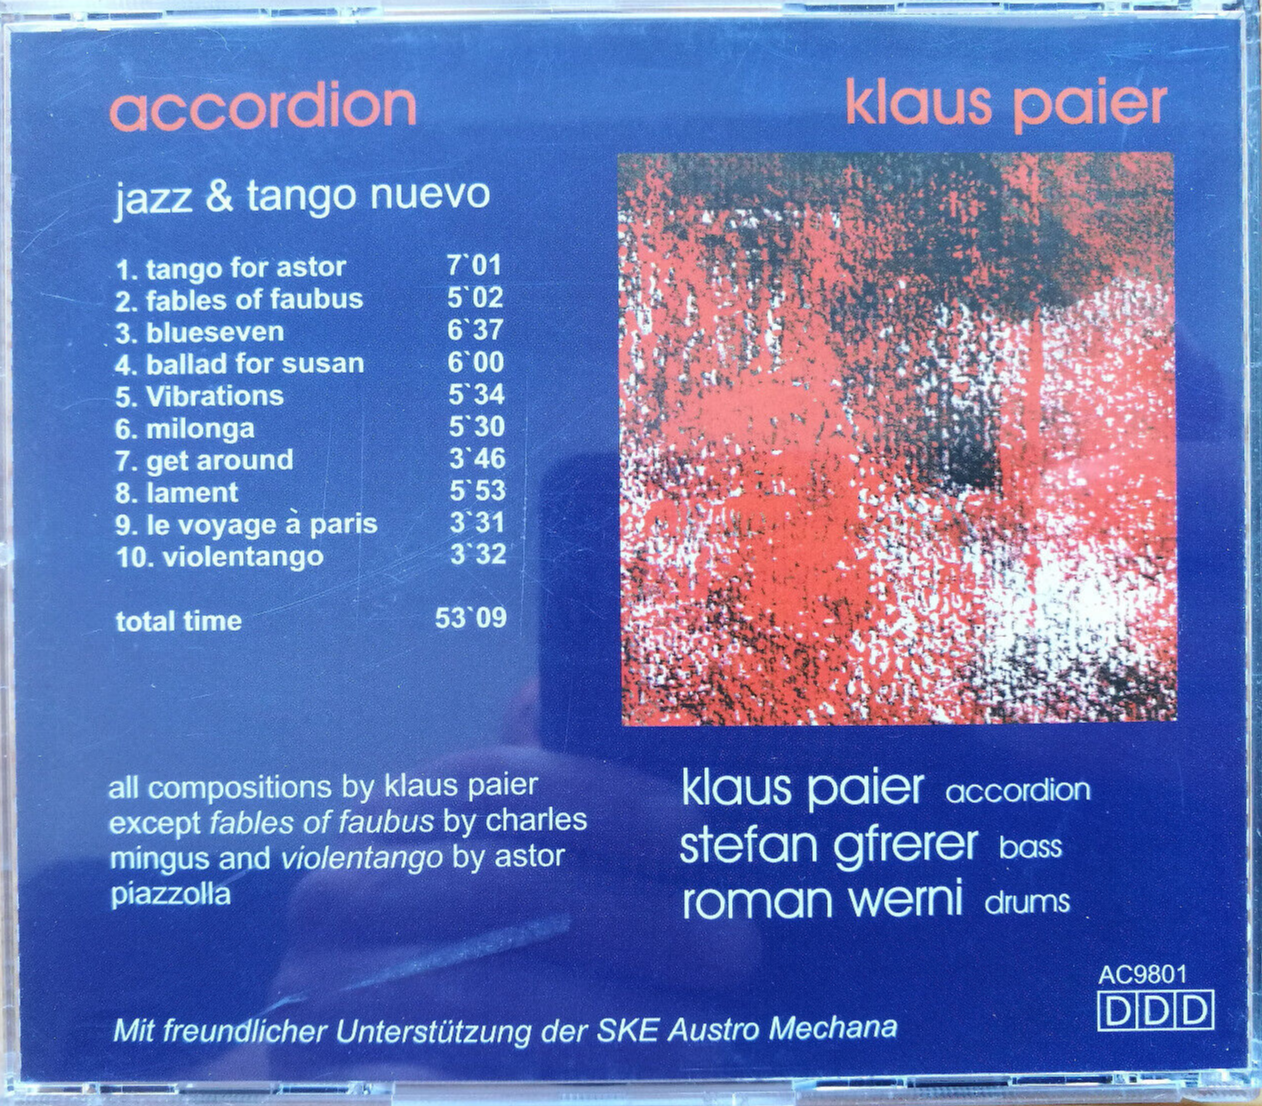 accordion
klaus paier
jazz & tango nuevo
1. tango for astor 7`01
2. fables of faubus 5`02
3. blueseven 6`37
4. ballad for susan 6`00
5. Vibrations 5`34
6. milonga 5`30
7. get around 3`46
8. lament 5`53
9. le voyage à paris 3`31
10. violentango 3`32
total time 53`09
all compositions by klaus paier
except fables of faubus by charles
mingus and violentango by astor
piazzolla
klaus paier accordion
stefan gfrerer bass
roman werni drums
AC9801
DDD
Mit freundlicher Unterstützung der SKE Austro Mechana